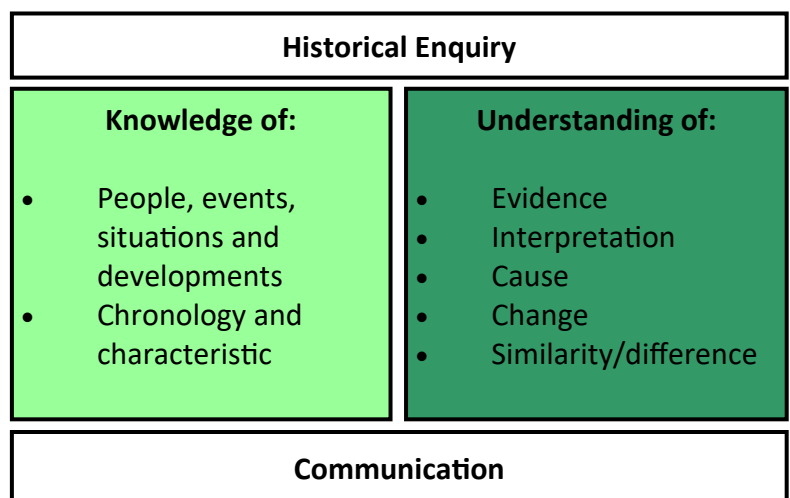 Historical Enquiry
Knowledge of:
• People, events,
situations and
developments
• Chronology and
characteristic
Understanding of:
• Evidence
• Interpretation
• Cause
• Change
• Similarity/difference
Communication